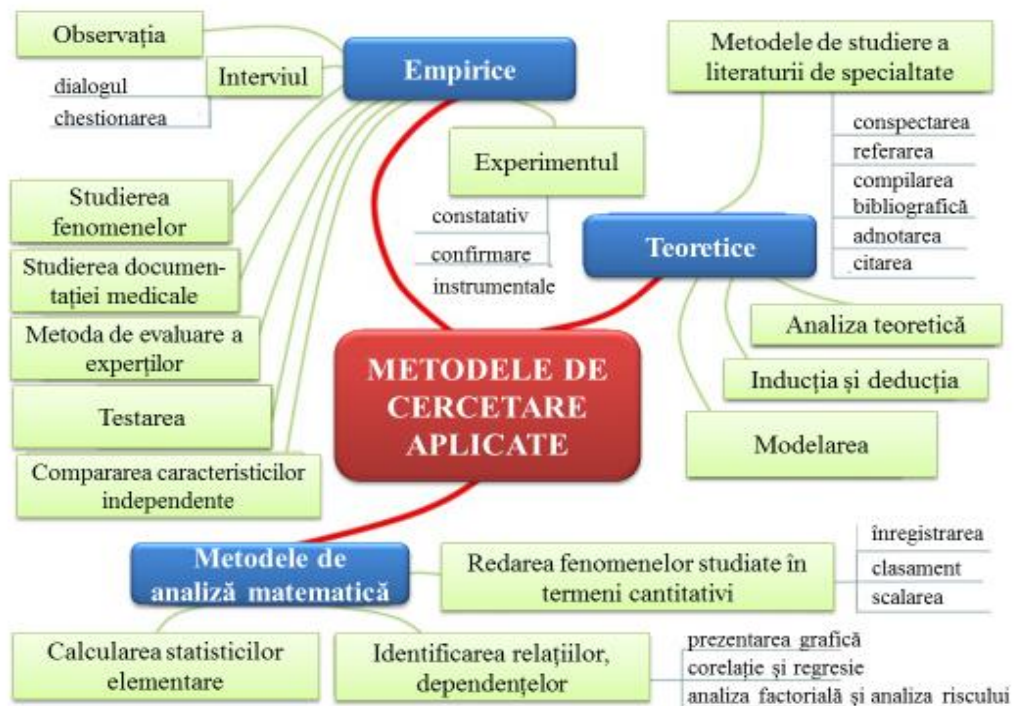 Observația
Interviul
dialogul
chestionarea
Empirice
Experimentul
constatativ
confirmare
instrumentale
Studierea
fenomenelor
Studierea documen-
tației medicale
Metoda de evaluare a
experților
Testarea
Compararea caracteristicilor
independente
Metodele de studiere a
literaturii de specialtate
conspectarea
referarea
compilarea
bibliografică
adnotarea
citarea
Teoretice
Analiza teoretică
Inducția și deducția
Modelarea
METODELE DE
CERCETARE
APLICATE
Metodele de
analiză matematică
Redarea fenomenelor studiate în
termeni cantitativi
înregistrarea
clasament
scalarea
Calcularea statisticilor
elementare
Identificarea relațiilor,
dependențelor
prezentarea grafică
corelație și regresie
analiza factorială și analiza riscului